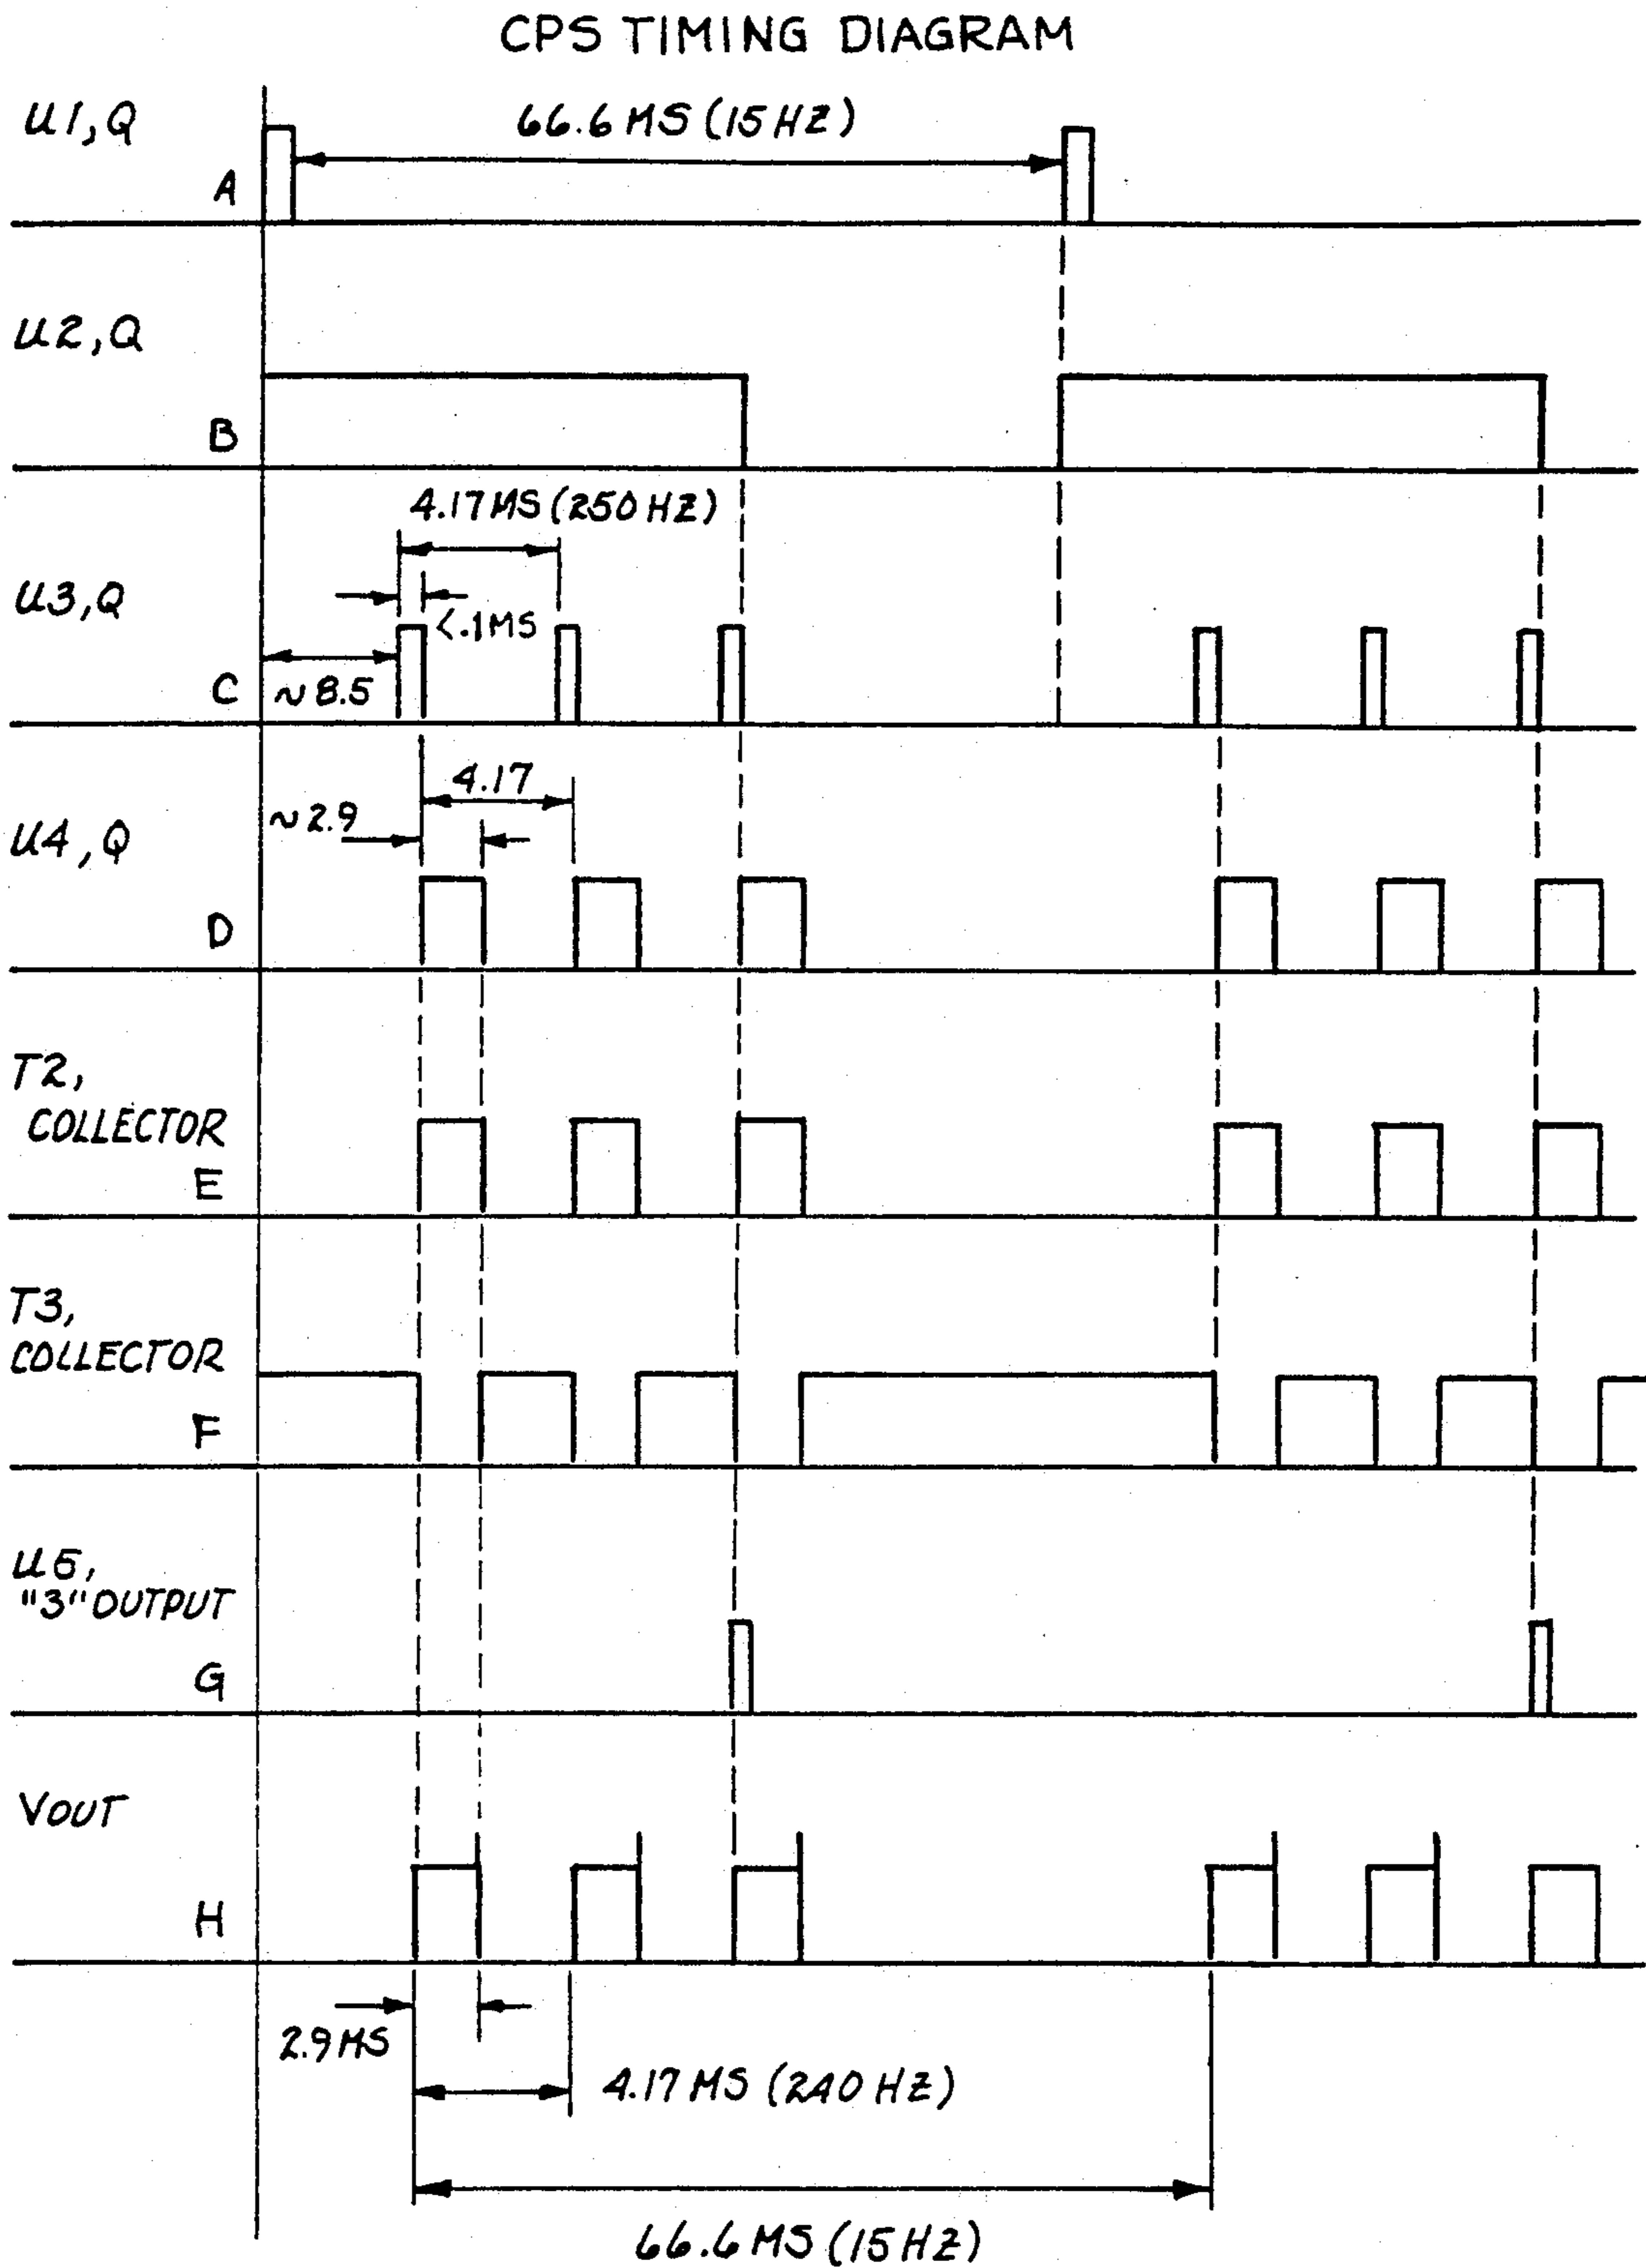 CPS TIMING DIAGRAM
U1,Q
66.6 MS (15 HZ)
A
U2,Q
B
4.17 MS (250 HZ)
U3,Q
<.1MS
~8.5
C
4.17
~2.9
U4,Q
D
T2,
COLLECTOR
E
T3,
COLLECTOR
F
U5,
"3" OUTPUT
G
VOUT
H
2.9 MS
4.17 MS (240 HZ)
66.6 MS (15 HZ)